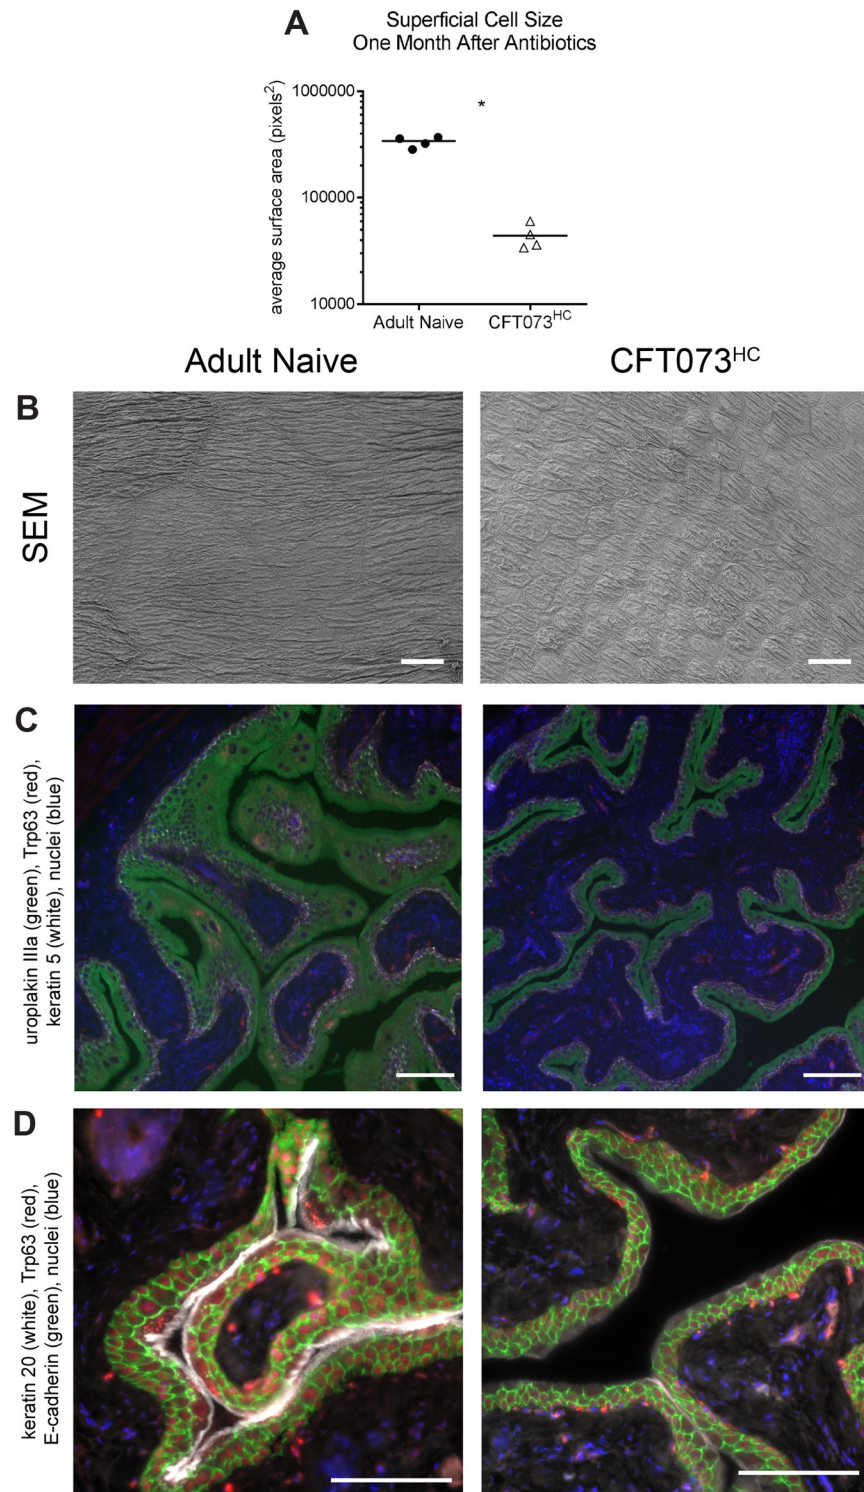 A
Superficial Cell Size
One Month After Antibiotics
average surface area (pixels²)
1000000
100000
10000
*
Adult Naive
CFT073ᴴᶜ
Adult Naive
CFT073ᴴᶜ
B
SEM
C
uroplakin IIIa (green), Trp63 (red),
keratin 5 (white), nuclei (blue)
D
keratin 20 (white), Trp63 (red),
E-cadherin (green), nuclei (blue)